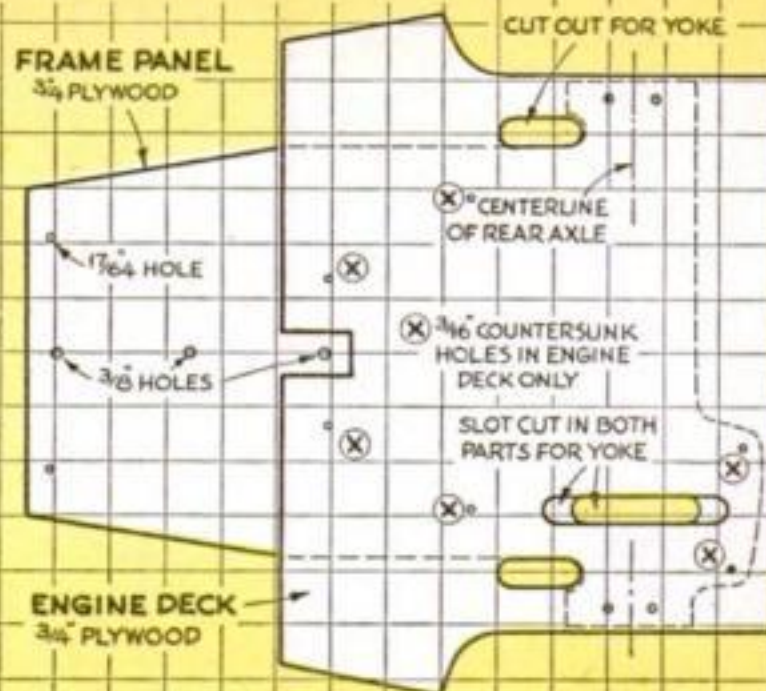 CUT OUT FOR YOKE
FRAME PANEL
3/4" PLYWOOD
CENTERLINE
OF REAR AXLE
17/64" HOLE
3/16" COUNTERSUNK
HOLES IN ENGINE
DECK ONLY
3/8" HOLES
SLOT CUT IN BOTH
PARTS FOR YOKE
ENGINE DECK
3/4" PLYWOOD